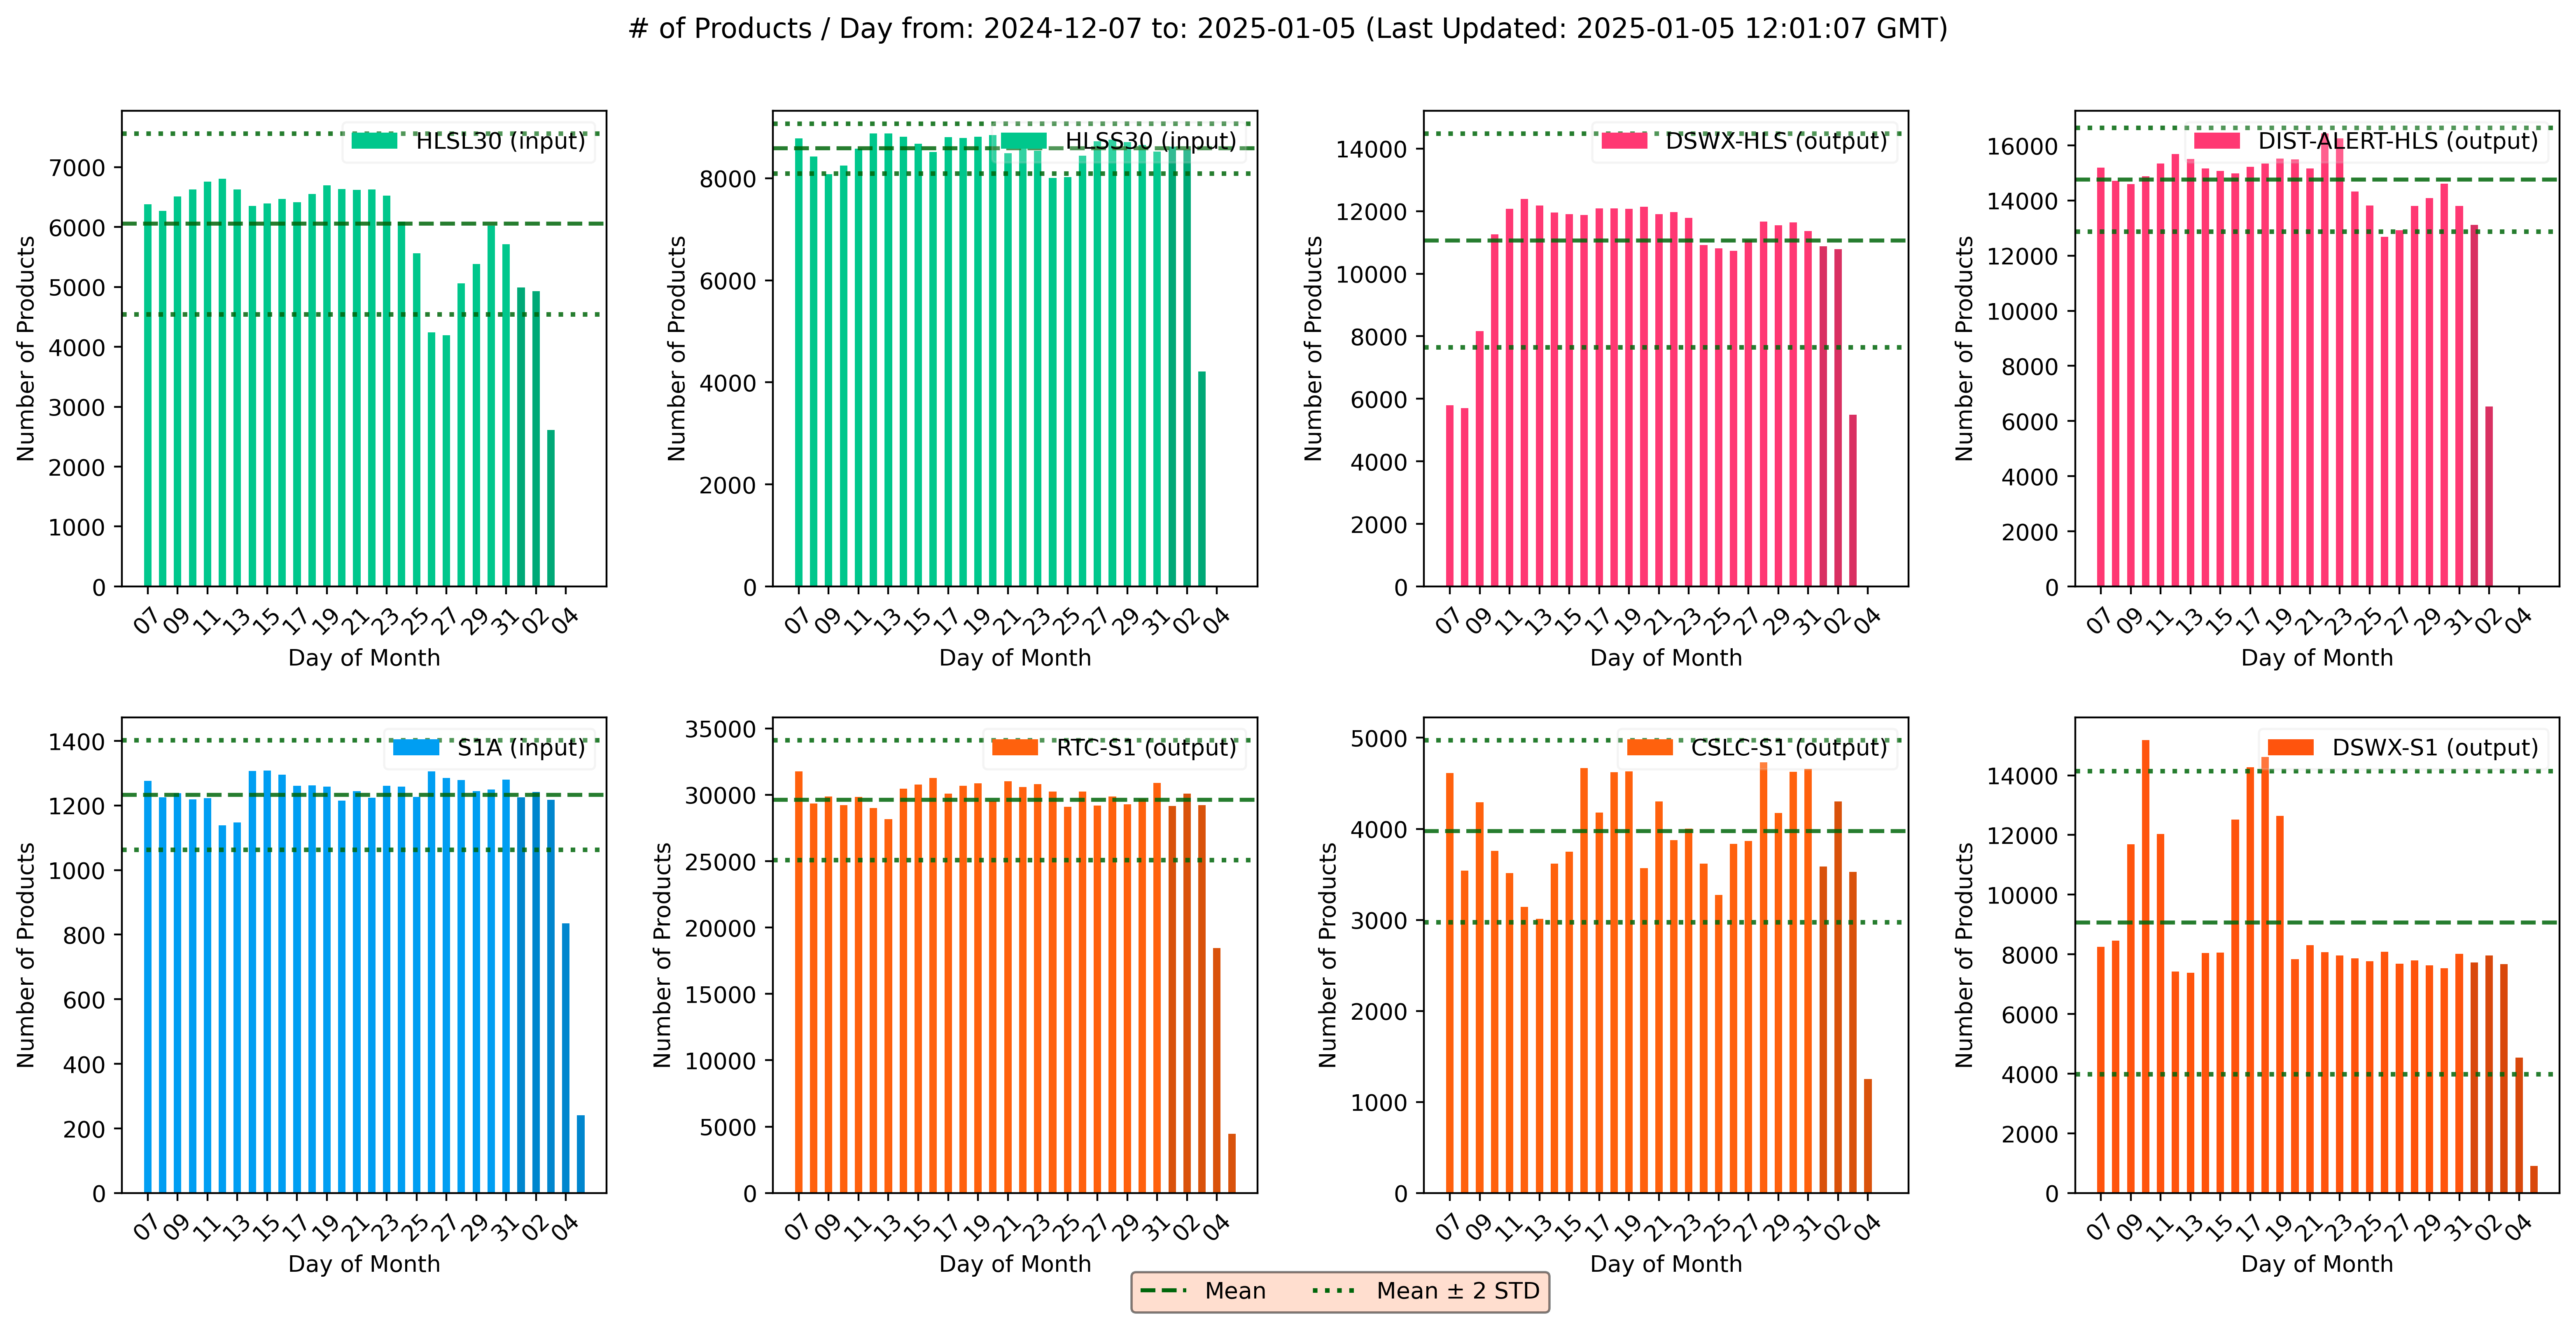 # of Products / Day from: 2024-12-07 to: 2025-01-05 (Last Updated: 2025-01-05 12:01:07 GMT)
HLSL30 (input)
Number of Products
7000
6000
5000
4000
3000
2000
1000
0
07 09 11 13 15 17 19 21 23 25 27 29 31 02 04
Day of Month
HLSS30 (input)
Number of Products
8000
6000
4000
2000
0
07 09 11 13 15 17 19 21 23 25 27 29 31 02 04
Day of Month
DSWX-HLS (output)
Number of Products
14000
12000
10000
8000
6000
4000
2000
0
07 09 11 13 15 17 19 21 23 25 27 29 31 02 04
Day of Month
DIST-ALERT-HLS (output)
Number of Products
16000
14000
12000
10000
8000
6000
4000
2000
0
07 09 11 13 15 17 19 21 23 25 27 29 31 02 04
Day of Month
S1A (input)
Number of Products
1400
1200
1000
800
600
400
200
0
07 09 11 13 15 17 19 21 23 25 27 29 31 02 04
Day of Month
RTC-S1 (output)
Number of Products
35000
30000
25000
20000
15000
10000
5000
0
07 09 11 13 15 17 19 21 23 25 27 29 31 02 04
Day of Month
CSLC-S1 (output)
Number of Products
5000
4000
3000
2000
1000
0
07 09 11 13 15 17 19 21 23 25 27 29 31 02 04
Day of Month
DSWX-S1 (output)
Number of Products
14000
12000
10000
8000
6000
4000
2000
0
07 09 11 13 15 17 19 21 23 25 27 29 31 02 04
Day of Month
Mean Mean ± 2 STD